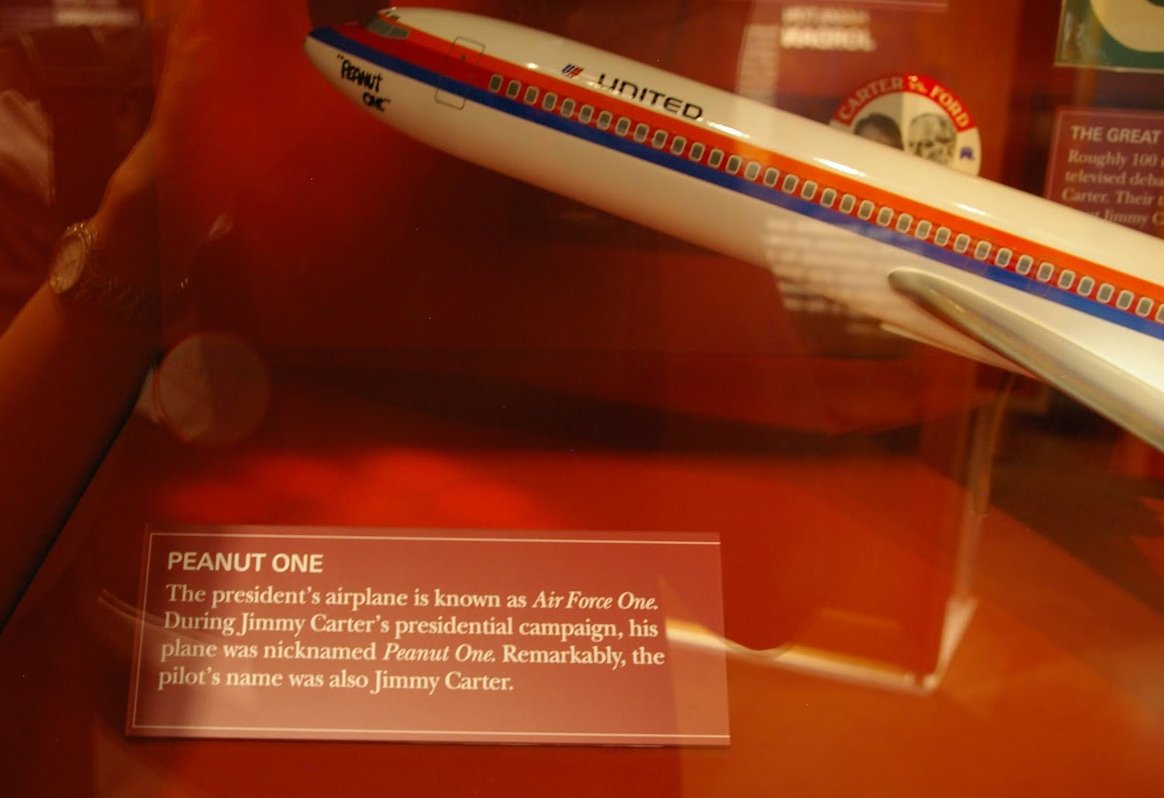 "PEANUT
ONE"
UNITED
CARTER vs. FORD
THE GREAT
Roughly 100
televised deba
Carter. Their
Jimmy C
PEANUT ONE
The president's airplane is known as Air Force One.
During Jimmy Carter's presidential campaign, his
plane was nicknamed Peanut One. Remarkably, the
pilot's name was also Jimmy Carter.